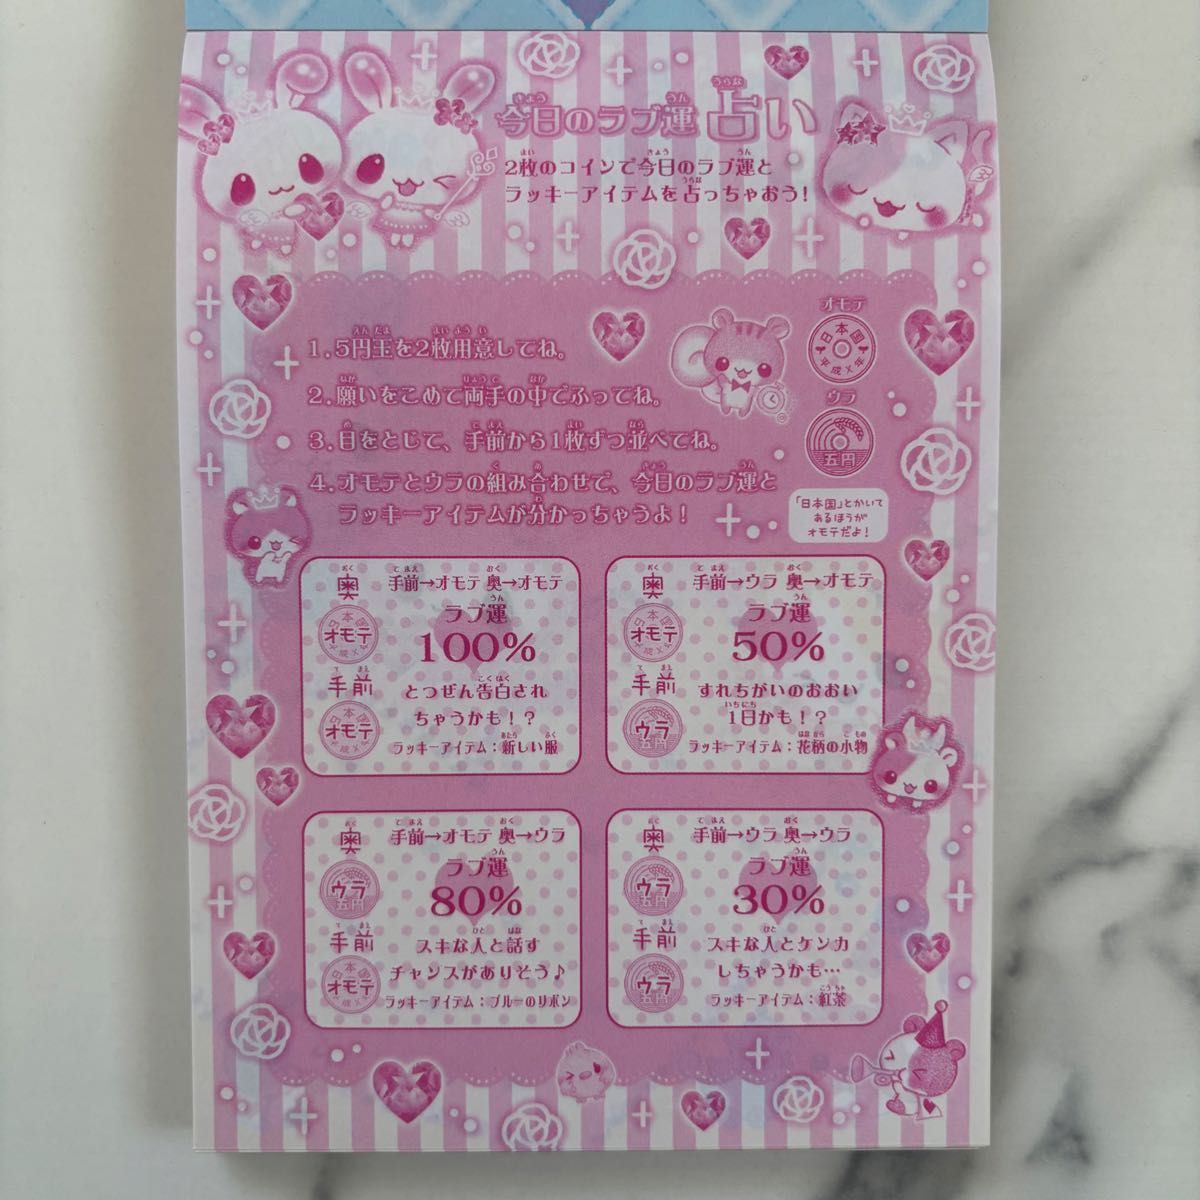 今日のラブ運占い
2枚のコインで今日のラブ運と
ラッキーアイテムを占っちゃおう!
1.5円玉を2枚用意してね。
2.願いをこめて両手の中でふってね。
3.目をとじて、手前から1枚ずつ並べてね。
4.オモテとウラの組み合わせで、今日のラブ運と
ラッキーアイテムが分かっちゃうよ!
オモテ
日本国
平成X年
ウラ
五円
「日本国」とかいて
あるほうが
オモテだよ!
奥
オモテ
手前
オモテ
手前→オモテ 奥→オモテ
ラブ運
100%
とつぜん告白され
ちゃうかも!?
ラッキーアイテム:新しい服
奥
オモテ
手前
ウラ
手前→ウラ 奥→オモテ
ラブ運
50%
すれちがいのおおい
1日かも!?
ラッキーアイテム:花柄の小物
奥
ウラ
手前
オモテ
手前→オモテ 奥→ウラ
ラブ運
80%
スキな人と話す
チャンスがありそう♪
ラッキーアイテム:ブルーのリボン
奥
ウラ
手前
ウラ
手前→ウラ 奥→ウラ
ラブ運
30%
スキな人とケンカ
しちゃうかも…
ラッキーアイテム:紅茶